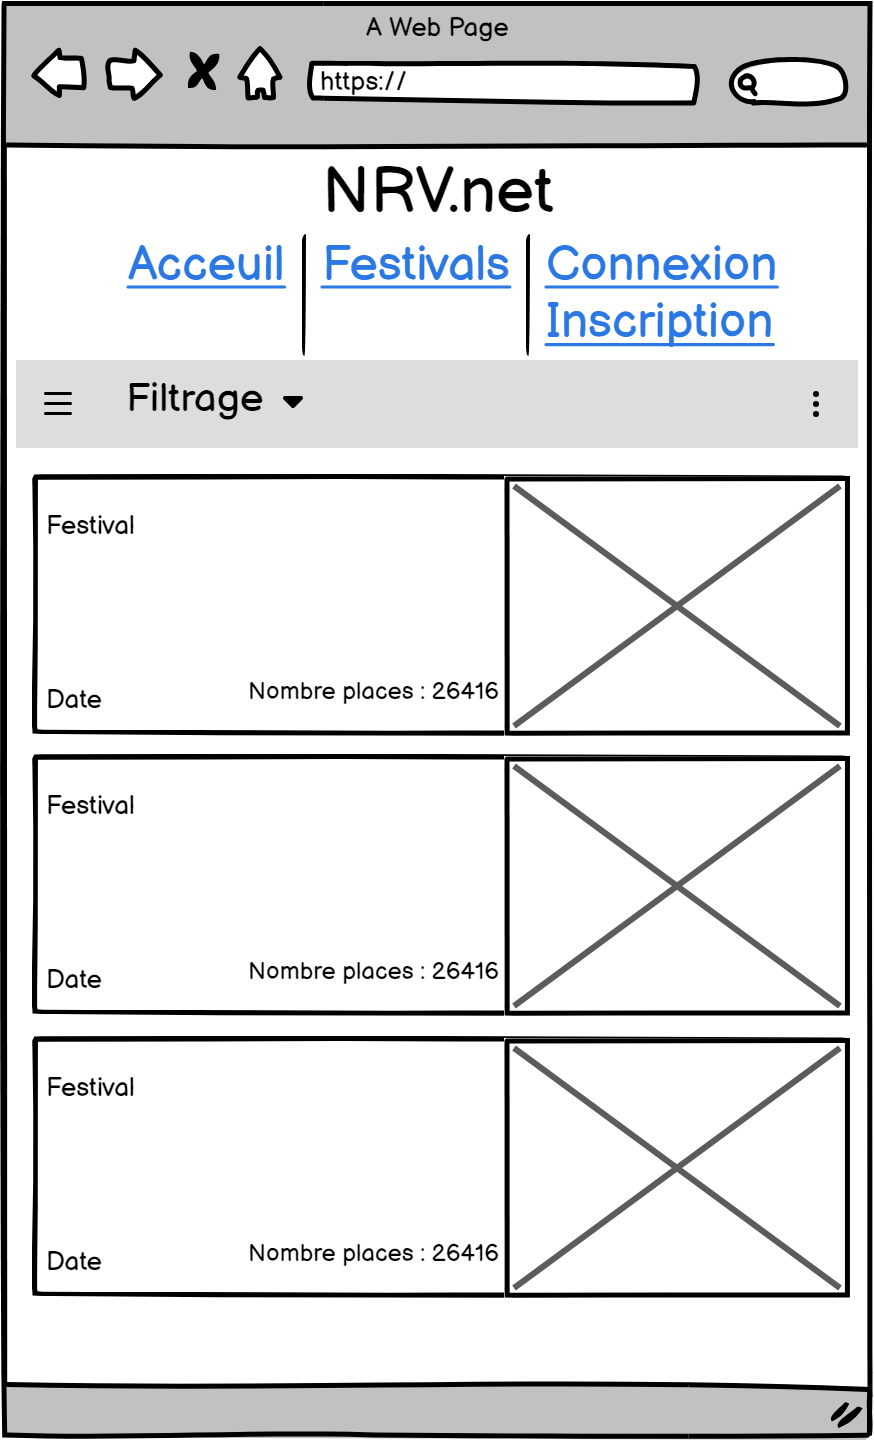 A Web Page
https://
NRV.net
Acceuil Festivals Connexion
Inscription
Filtrage
Festival
Date Nombre places : 26416
Festival
Date Nombre places : 26416
Festival
Date Nombre places : 26416